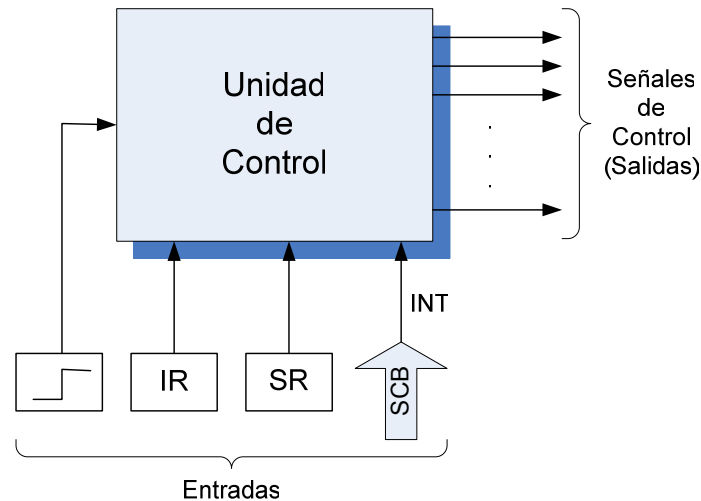 Unidad
de
Control
Señales
de
Control
(Salidas)
INT
IR
SR
SCB
Entradas